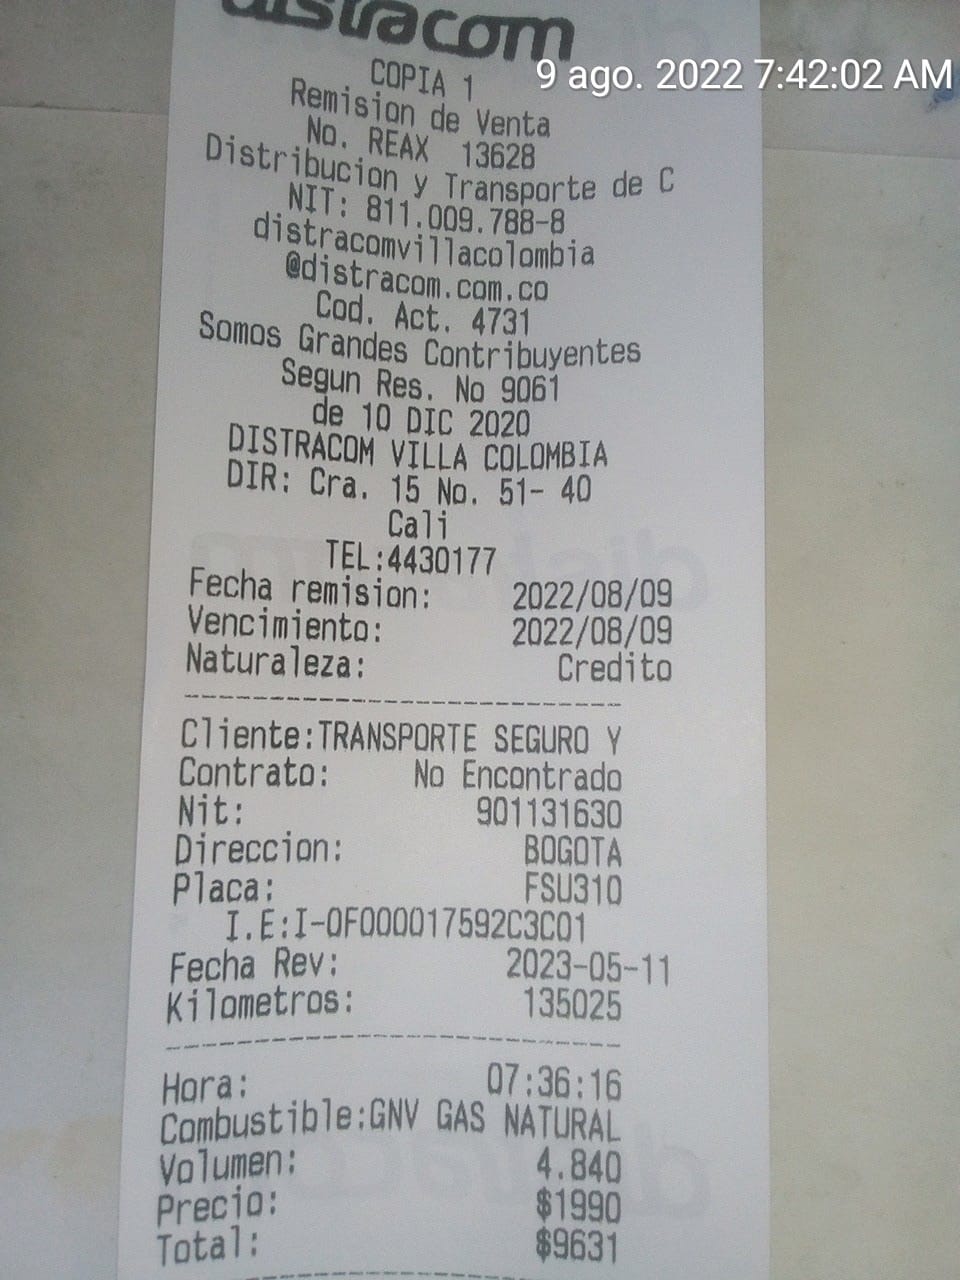 distracom
9 ago. 2022 7:42:02 AM
COPIA 1
Remision de Venta
No. REAX 13628
Distribucion y Transporte de C
NIT: 811.009.788-8
distracomvillacolombia
@distracom.com.co
Cod. Act. 4731
Somos Grandes Contribuyentes
Segun Res. No 9061
de 10 DIC 2020
DISTRACOM VILLA COLOMBIA
DIR: Cra. 15 No. 51- 40
Cali
TEL:4430177
Fecha remision: 2022/08/09
Vencimiento: 2022/08/09
Naturaleza: Credito
Cliente:TRANSPORTE SEGURO Y
Contrato: No Encontrado
Nit: 901131630
Direccion: BOGOTA
Placa: FSU310
I.E:I-0F000017592C3C01
Fecha Rev: 2023-05-11
Kilometros: 135025
Hora: 07:36:16
Combustible:GNV GAS NATURAL
Volumen: 4.840
Precio: $1990
Total: $9631